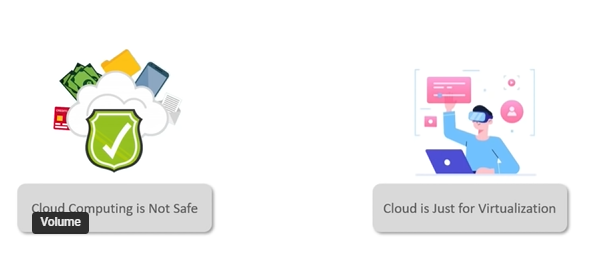 Cloud Computing is Not Safe
Volume
Cloud is Just for Virtualization